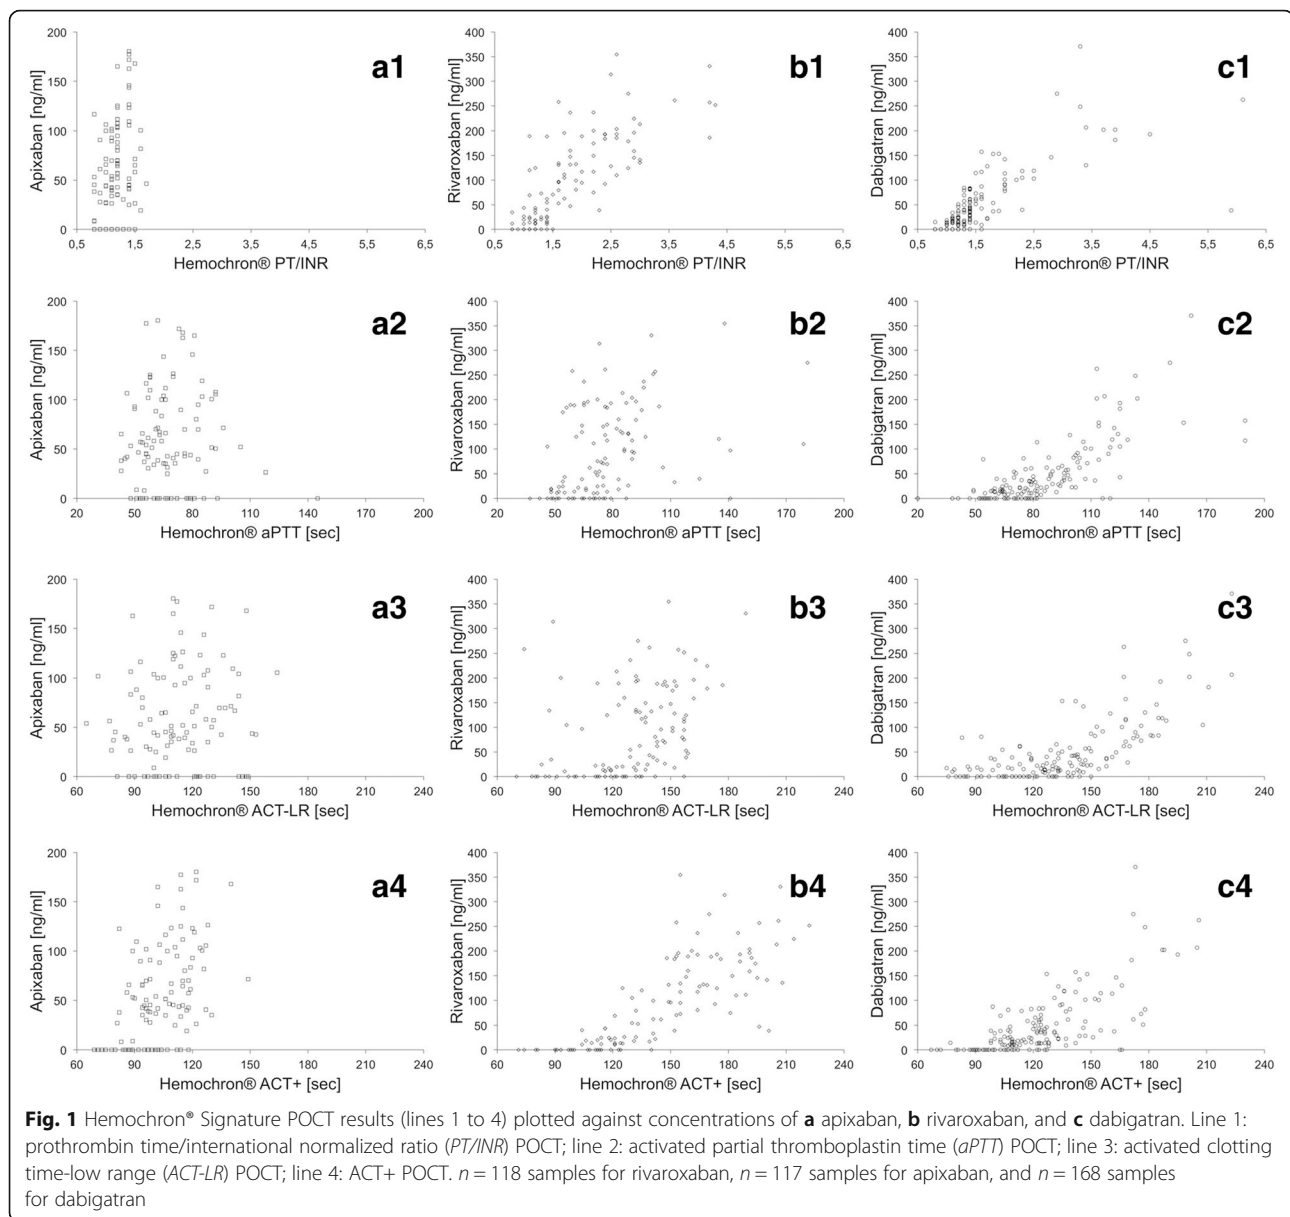 200
150
100
50
0
Apixaban [ng/ml]
0,5 1,5 2,5 3,5 4,5 5,5 6,5
Hemochron® PT/INR
a1
400
350
300
250
200
150
100
50
0
Rivaroxaban [ng/ml]
0,5 1,5 2,5 3,5 4,5 5,5 6,5
Hemochron® PT/INR
b1
400
350
300
250
200
150
100
50
0
Dabigatran [ng/ml]
0,5 1,5 2,5 3,5 4,5 5,5 6,5
Hemochron® PT/INR
c1
200
150
100
50
0
Apixaban [ng/ml]
20 50 80 110 140 170 200
Hemochron® aPTT [sec]
a2
400
350
300
250
200
150
100
50
0
Rivaroxaban [ng/ml]
20 50 80 110 140 170 200
Hemochron® aPTT [sec]
b2
400
350
300
250
200
150
100
50
0
Dabigatran [ng/ml]
20 50 80 110 140 170 200
Hemochron® aPTT [sec]
c2
200
150
100
50
0
Apixaban [ng/ml]
60 90 120 150 180 210 240
Hemochron® ACT-LR [sec]
a3
400
350
300
250
200
150
100
50
0
Rivaroxaban [ng/ml]
60 90 120 150 180 210 240
Hemochron® ACT-LR [sec]
b3
400
350
300
250
200
150
100
50
0
Dabigatran [ng/ml]
60 90 120 150 180 210 240
Hemochron® ACT-LR [sec]
c3
200
150
100
50
0
Apixaban [ng/ml]
60 90 120 150 180 210 240
Hemochron® ACT+ [sec]
a4
400
350
300
250
200
150
100
50
0
Rivaroxaban [ng/ml]
60 90 120 150 180 210 240
Hemochron® ACT+ [sec]
b4
400
350
300
250
200
150
100
50
0
Dabigatran [ng/ml]
60 90 120 150 180 210 240
Hemochron® ACT+ [sec]
c4
Fig. 1 Hemochron® Signature POCT results (lines 1 to 4) plotted against concentrations of a apixaban, b rivaroxaban, and c dabigatran. Line 1:
prothrombin time/international normalized ratio (PT/INR) POCT; line 2: activated partial thromboplastin time (aPTT) POCT; line 3: activated clotting
time-low range (ACT-LR) POCT; line 4: ACT+ POCT. n = 118 samples for rivaroxaban, n = 117 samples for apixaban, and n = 168 samples
for dabigatran